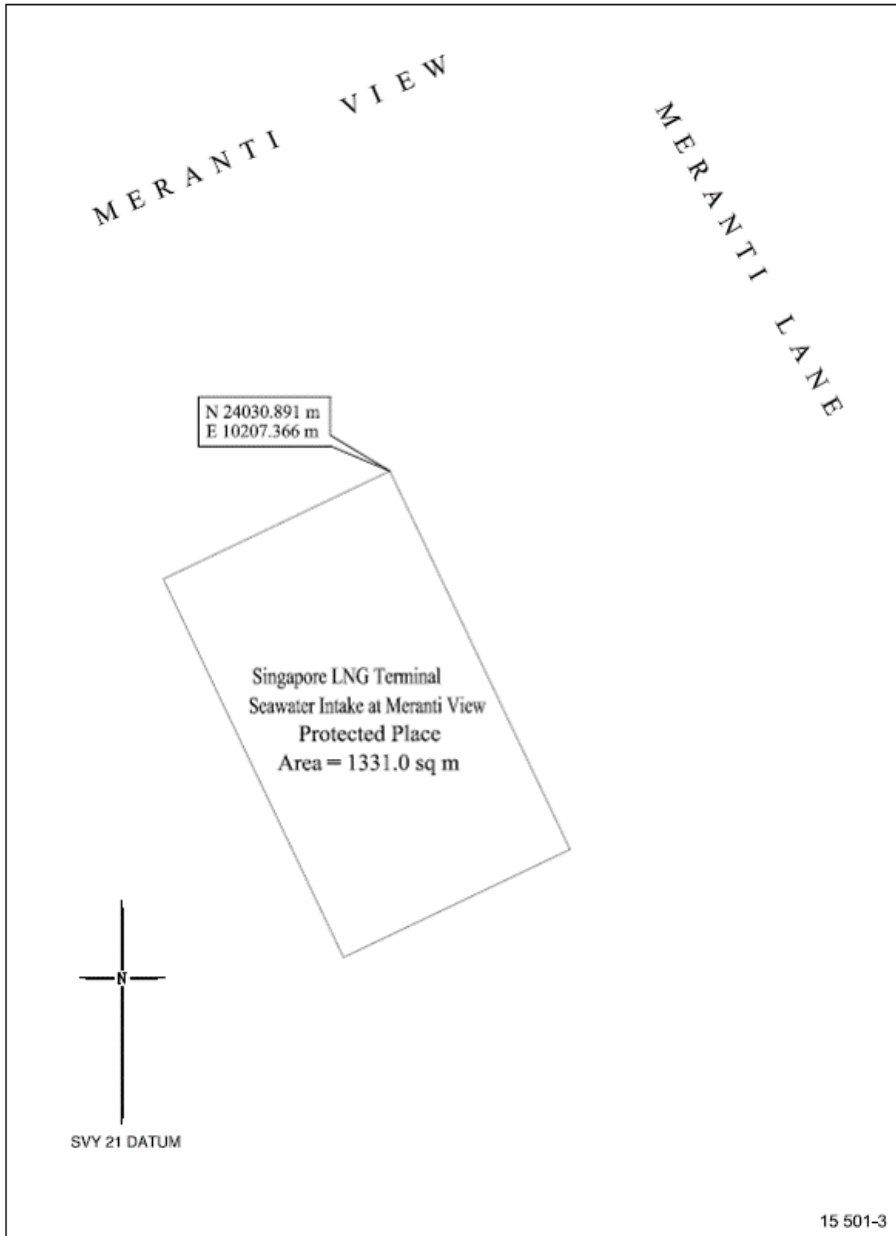 MERANTI VIEW
MERANTI LANE
N 24030.891 m
E 10207.366 m
Singapore LNG Terminal
Seawater Intake at Meranti View
Protected Place
Area = 1331.0 sq m
N
SVY 21 DATUM
15 501-3